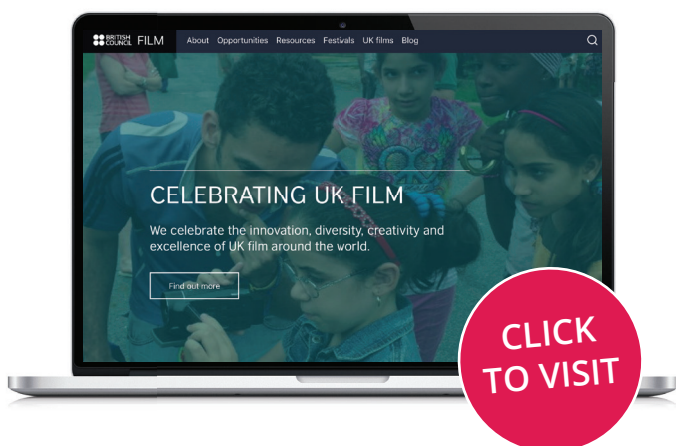 BRITISH
COUNCIL FILM
About Opportunities Resources Festivals UK films Blog
CELEBRATING UK FILM
We celebrate the innovation, diversity, creativity and
excellence of UK film around the world.
Find out more
CLICK
TO VISIT